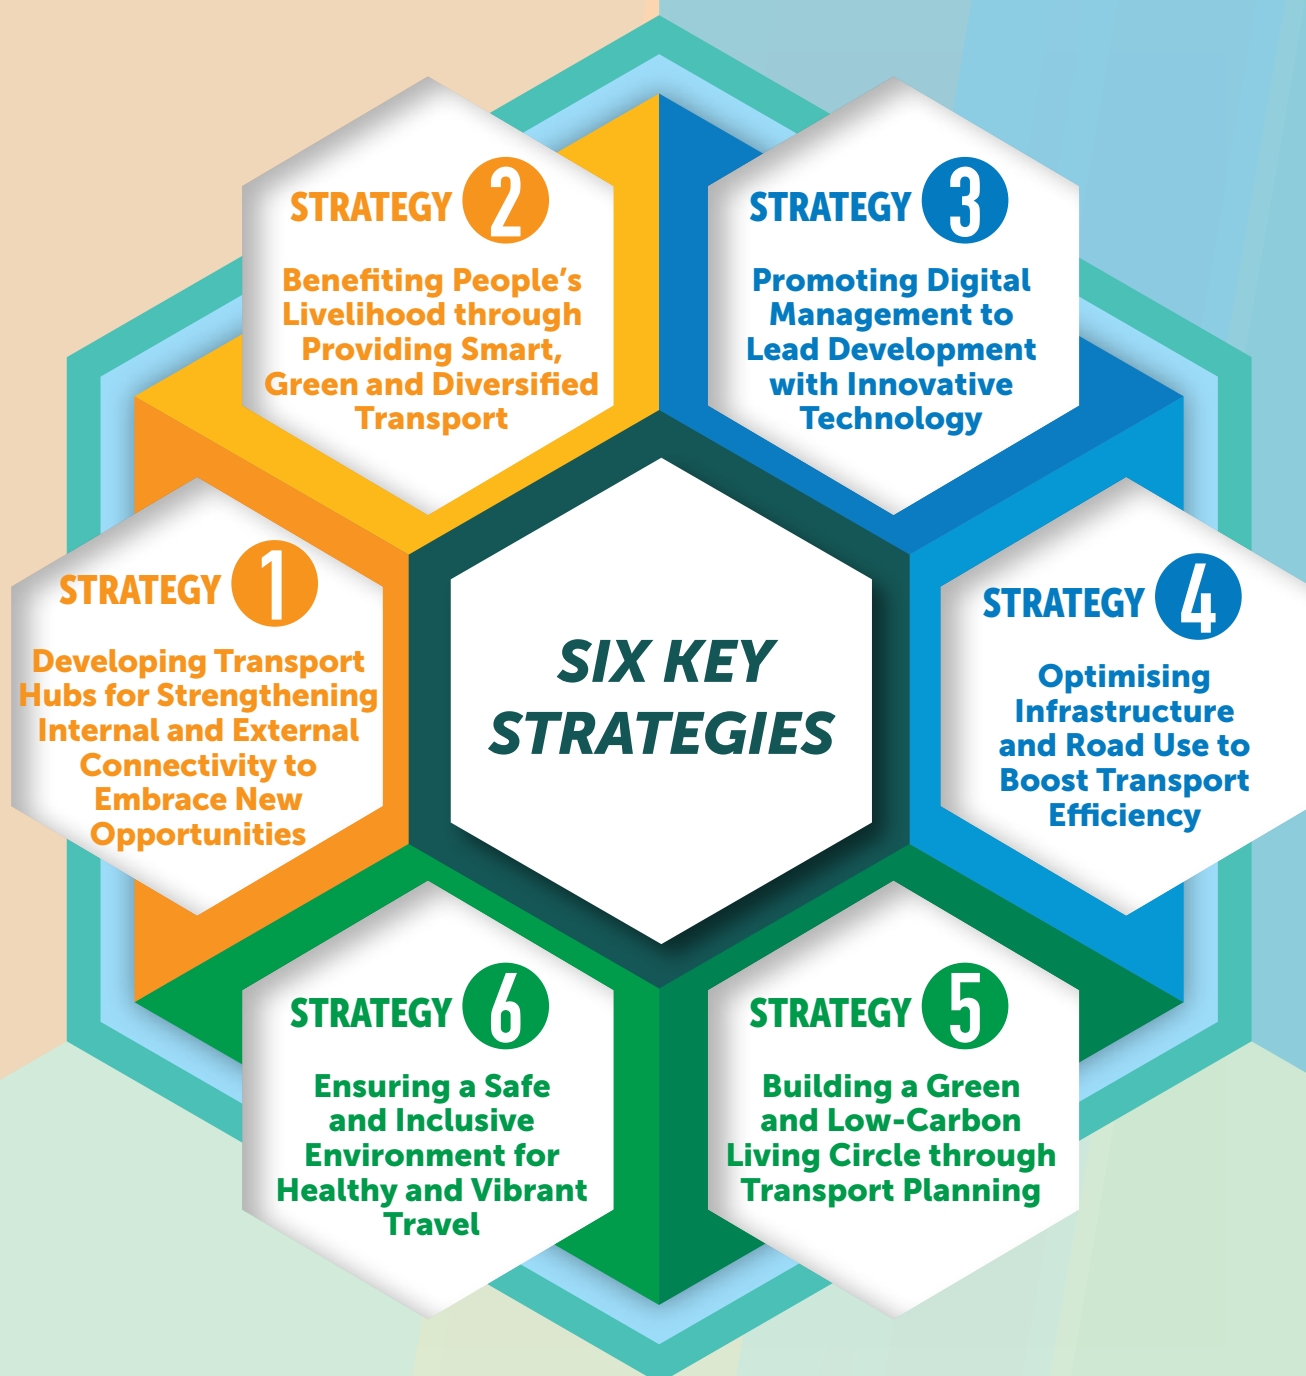 STRATEGY 1
Developing Transport
Hubs for Strengthening
Internal and External
Connectivity to
Embrace New
Opportunities
STRATEGY 2
Benefiting People’s
Livelihood through
Providing Smart,
Green and Diversified
Transport
STRATEGY 3
Promoting Digital
Management to
Lead Development
with Innovative
Technology
STRATEGY 4
Optimising
Infrastructure
and Road Use to
Boost Transport
Efficiency
STRATEGY 5
Building a Green
and Low-Carbon
Living Circle through
Transport Planning
STRATEGY 6
Ensuring a Safe
and Inclusive
Environment for
Healthy and Vibrant
Travel
SIX KEY
STRATEGIES